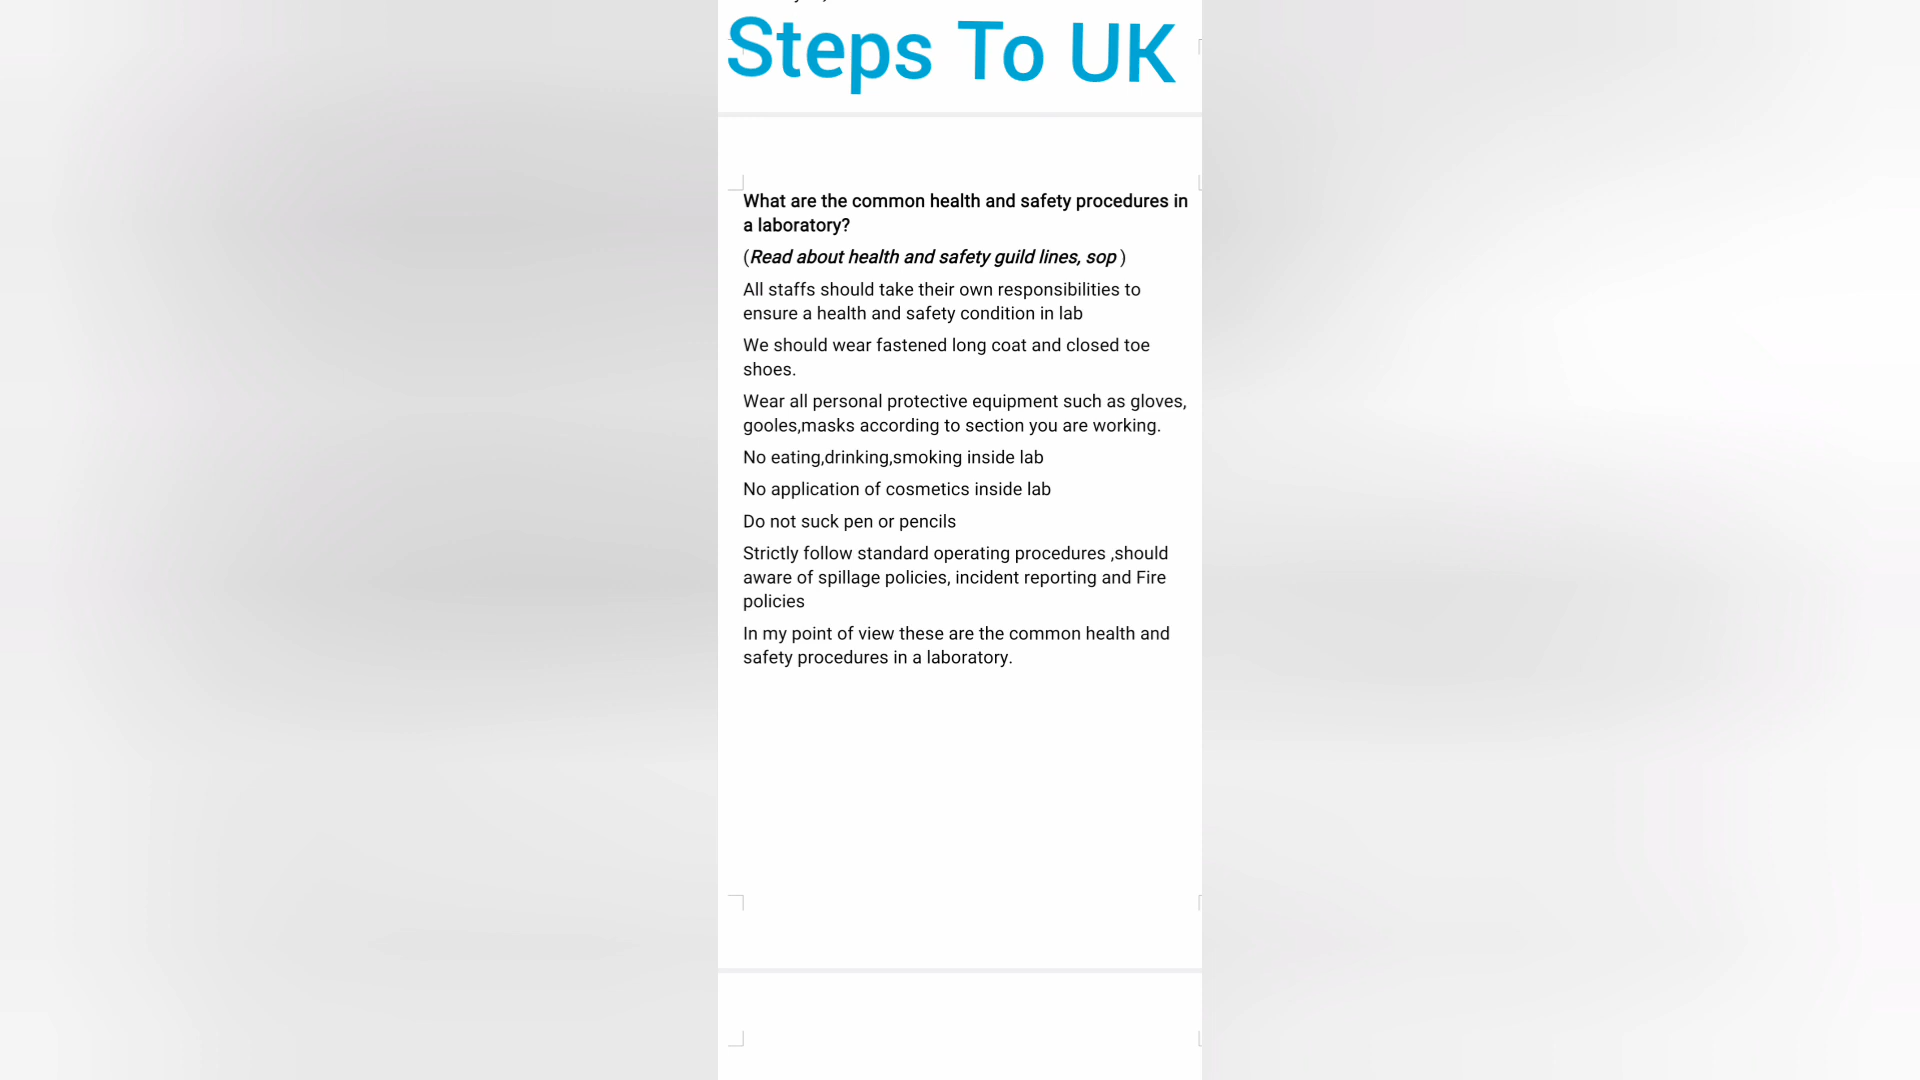 Steps To UK
What are the common health and safety procedures in
a laboratory?
(Read about health and safety guild lines, sop )
All staffs should take their own responsibilities to
ensure a health and safety condition in lab
We should wear fastened long coat and closed toe
shoes.
Wear all personal protective equipment such as gloves,
gooles,masks according to section you are working.
No eating,drinking,smoking inside lab
No application of cosmetics inside lab
Do not suck pen or pencils
Strictly follow standard operating procedures ,should
aware of spillage policies, incident reporting and Fire
policies
In my point of view these are the common health and
safety procedures in a laboratory.